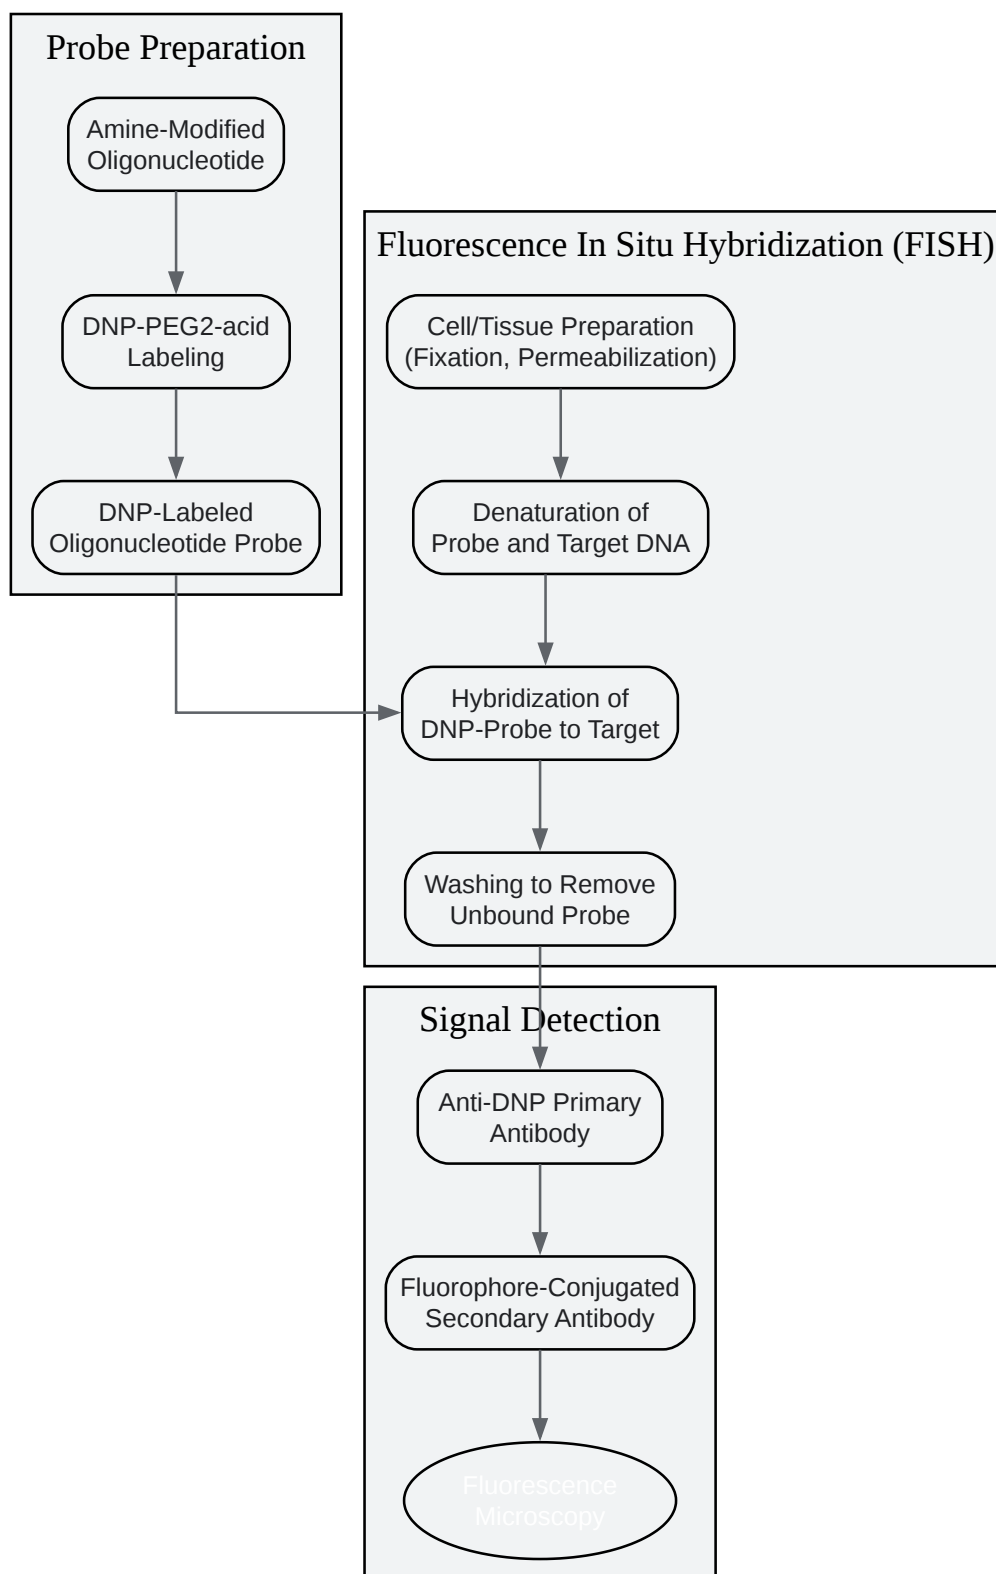 Probe Preparation
Amine-Modified
Oligonucleotide
DNP-PEG2-acid
Labeling
DNP-Labeled
Oligonucleotide Probe
Fluorescence In Situ Hybridization (FISH)
Cell/Tissue Preparation
(Fixation, Permeabilization)
Denaturation of
Probe and Target DNA
Hybridization of
DNP-Probe to Target
Washing to Remove
Unbound Probe
Signal Detection
Anti-DNP Primary
Antibody
Fluorophore-Conjugated
Secondary Antibody
Fluorescence
Microscopy